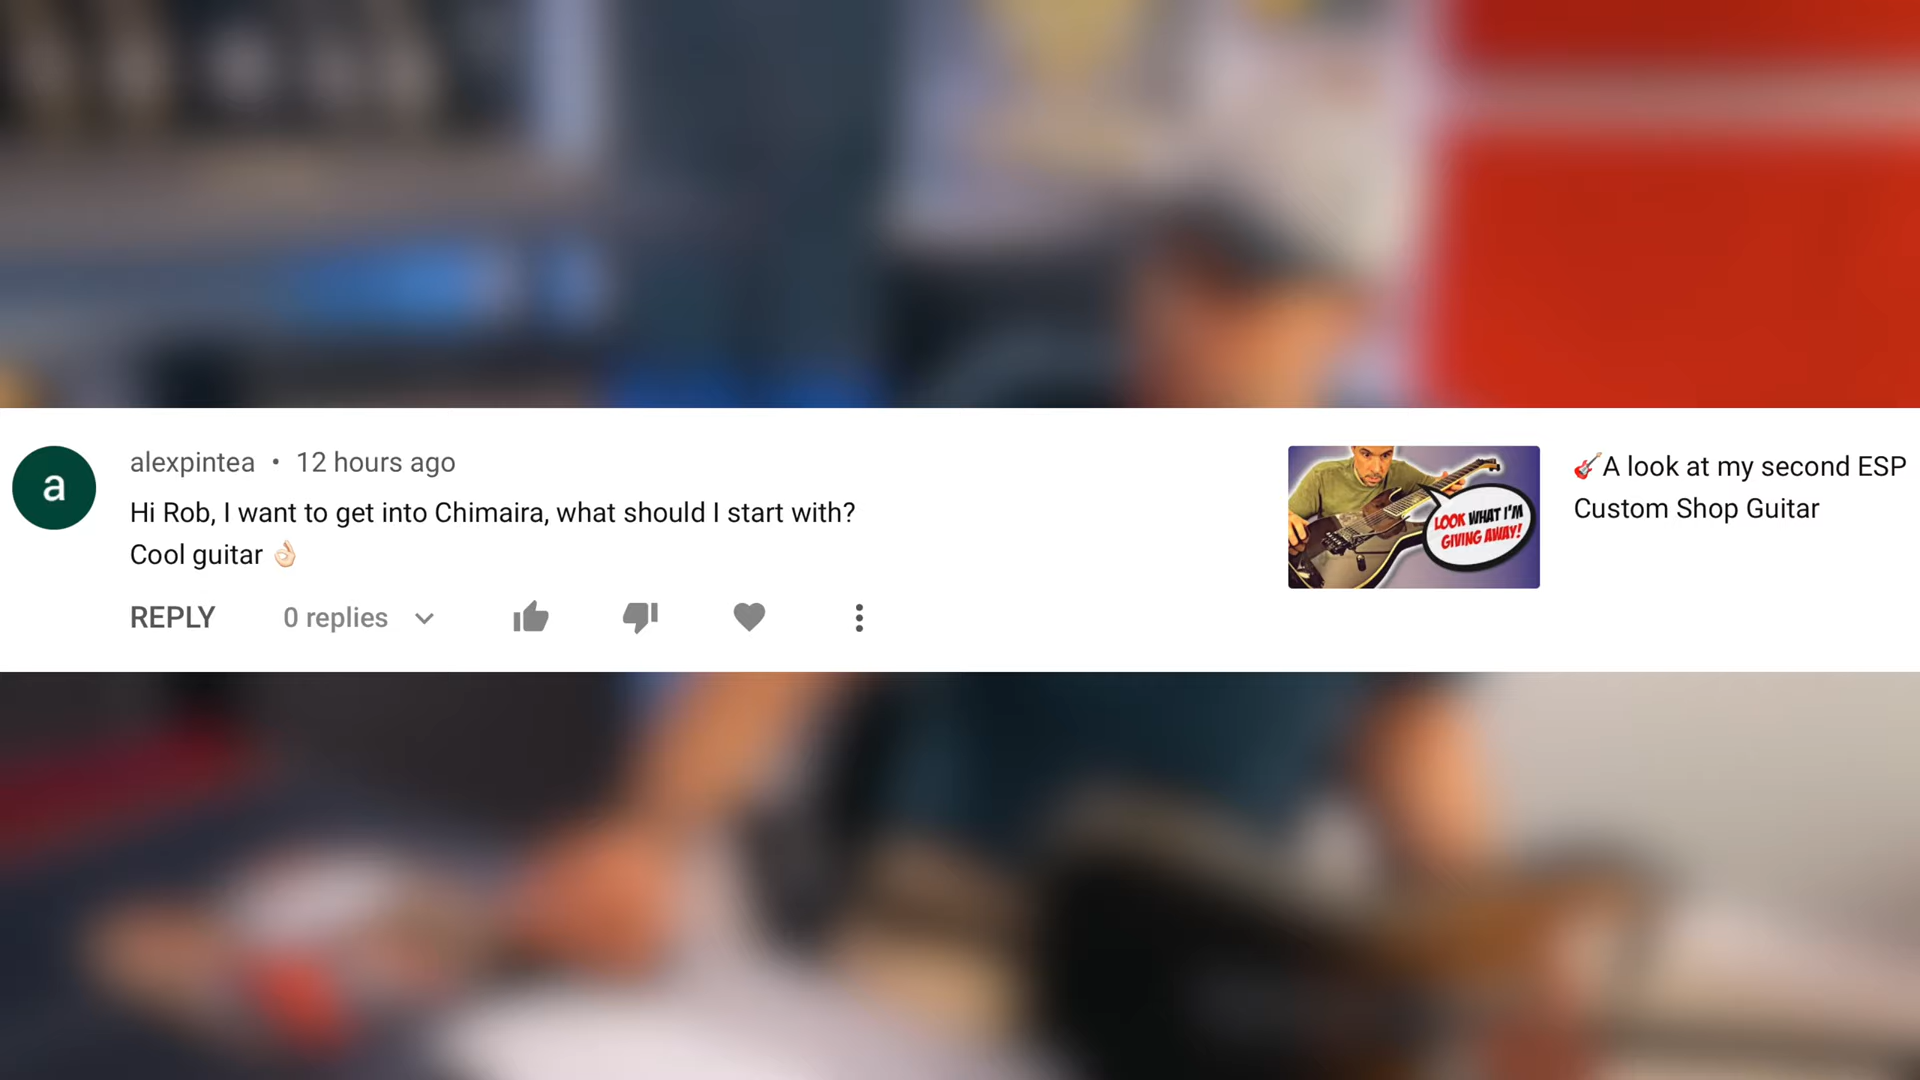 a
alexpintea • 12 hours ago
Hi Rob, I want to get into Chimaira, what should I start with?
Cool guitar 👌🏻
REPLY 0 replies
LOOK WHAT I'M
GIVING AWAY!
🎸A look at my second ESP
Custom Shop Guitar